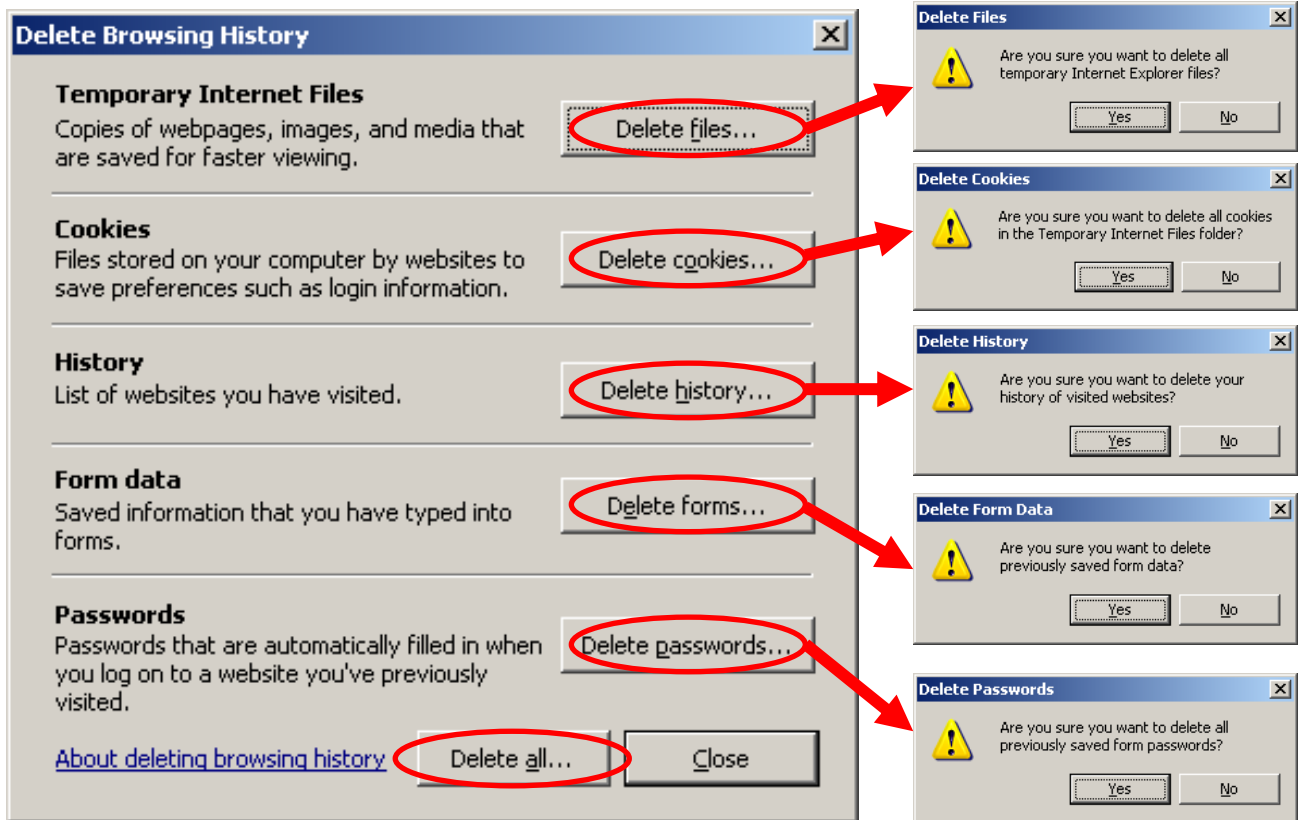 Delete Browsing History
Temporary Internet Files
Copies of webpages, images, and media that
are saved for faster viewing.
Delete files...
Cookies
Files stored on your computer by websites to
save preferences such as login information.
Delete cookies...
History
List of websites you have visited.
Delete history...
Form data
Saved information that you have typed into
forms.
Delete forms...
Passwords
Passwords that are automatically filled in when
you log on to a website you've previously
visited.
Delete passwords...
About deleting browsing history
Delete all...
Close
Delete Files
Are you sure you want to delete all
temporary Internet Explorer files?
Yes
No
Delete Cookies
Are you sure you want to delete all cookies
in the Temporary Internet Files folder?
Yes
No
Delete History
Are you sure you want to delete your
history of visited websites?
Yes
No
Delete Form Data
Are you sure you want to delete
previously saved form data?
Yes
No
Delete Passwords
Are you sure you want to delete all
previously saved form passwords?
Yes
No